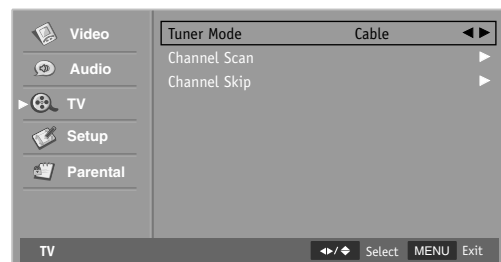 Video
Audio
TV
Setup
Parental
Tuner Mode Cable
Channel Scan
Channel Skip
TV Select MENU Exit